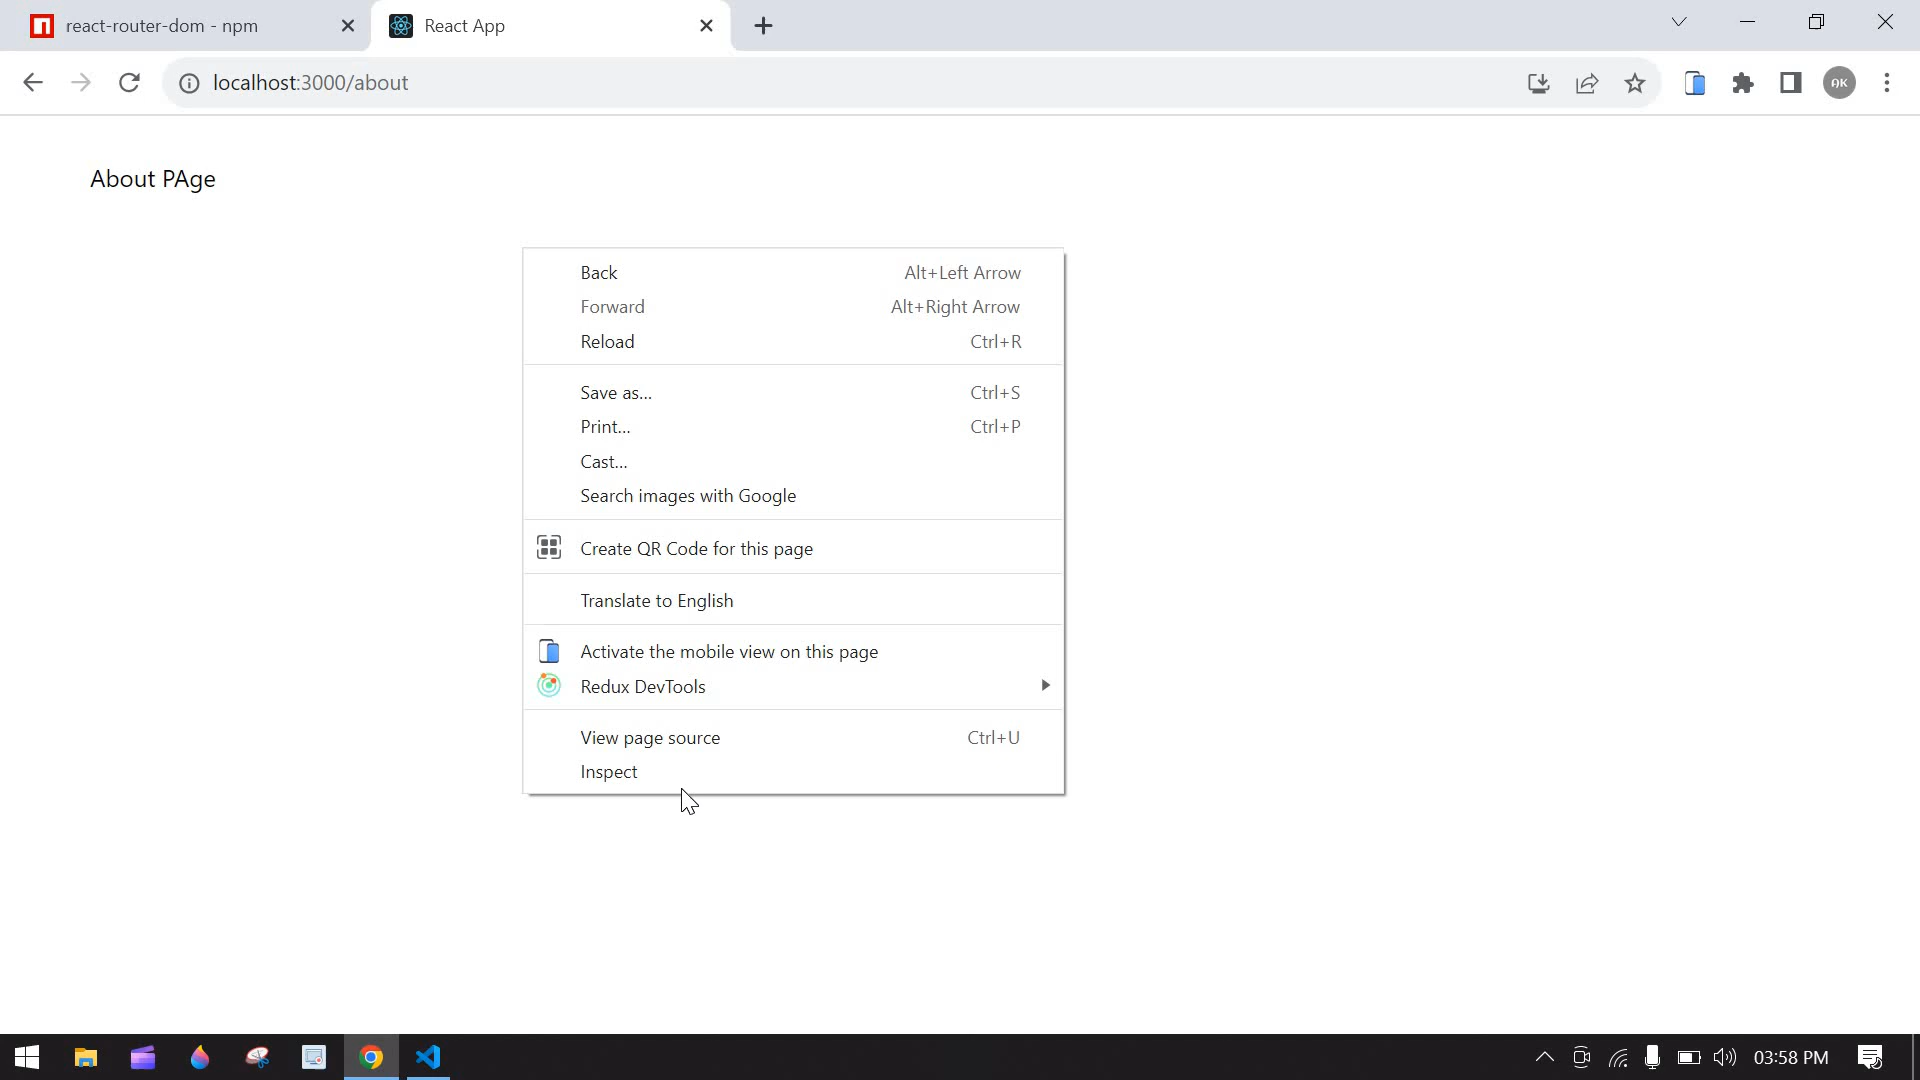 react-router-dom - npm
React App
localhost:3000/about
AK
About PAge
Back Alt+Left Arrow
Forward Alt+Right Arrow
Reload Ctrl+R
Save as... Ctrl+S
Print... Ctrl+P
Cast...
Search images with Google
Create QR Code for this page
Translate to English
Activate the mobile view on this page
Redux DevTools
View page source Ctrl+U
Inspect
03:58 PM